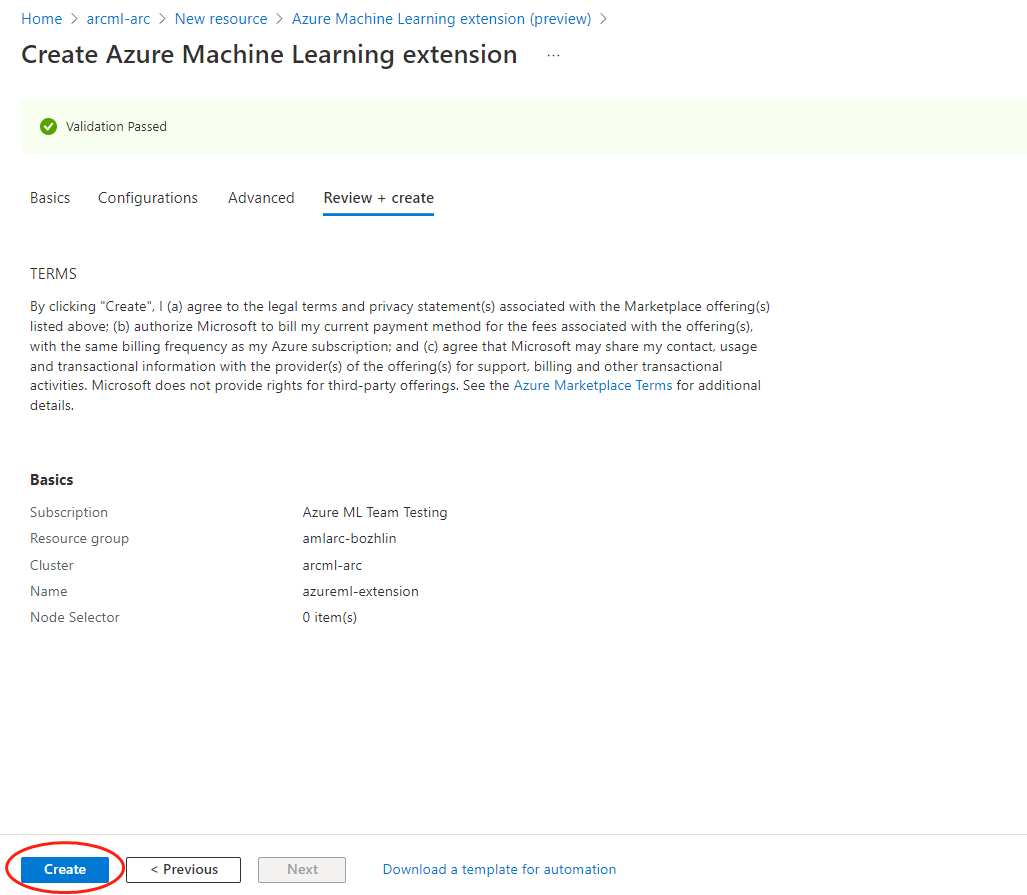 Home > arcml-arc > New resource > Azure Machine Learning extension (preview) >
Create Azure Machine Learning extension ...
Validation Passed
Basics Configurations Advanced Review + create
TERMS
By clicking "Create", I (a) agree to the legal terms and privacy statement(s) associated with the Marketplace offering(s)
listed above; (b) authorize Microsoft to bill my current payment method for the fees associated with the offering(s),
with the same billing frequency as my Azure subscription; and (c) agree that Microsoft may share my contact, usage
and transactional information with the provider(s) of the offering(s) for support, billing and other transactional
activities. Microsoft does not provide rights for third-party offerings. See the Azure Marketplace Terms for additional
details.
Basics
Subscription Azure ML Team Testing
Resource group amlarc-bozhlin
Cluster arcml-arc
Name azureml-extension
Node Selector 0 item(s)
Create < Previous Next Download a template for automation